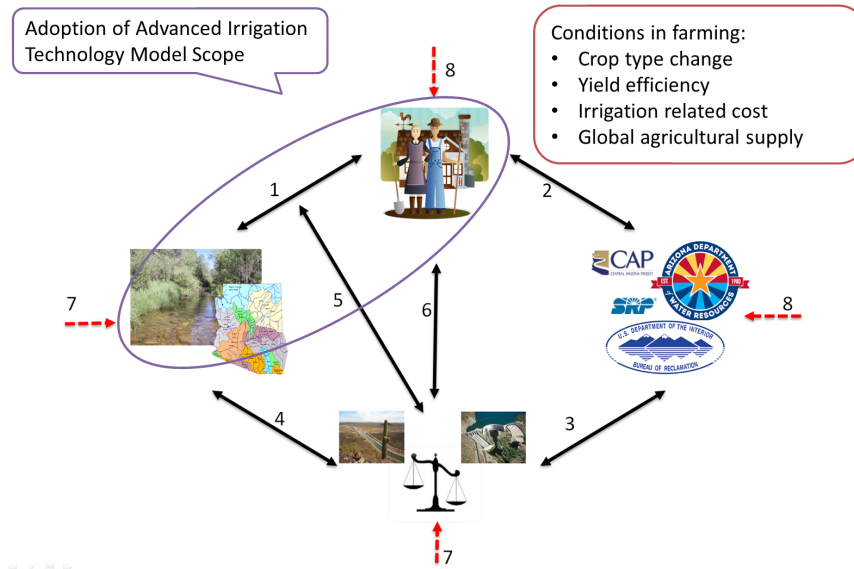 Adoption of Advanced Irrigation
Technology Model Scope
Conditions in farming:
• Crop type change
• Yield efficiency
• Irrigation related cost
• Global agricultural supply
8
1
2
CAP
CENTRAL ARIZONA PROJECT
ARIZONA DEPARTMENT
EST 1980
of WATER RESOURCES
SRP
7
5
6
8
U.S. DEPARTMENT OF THE INTERIOR
BUREAU OF RECLAMATION
4
3
7